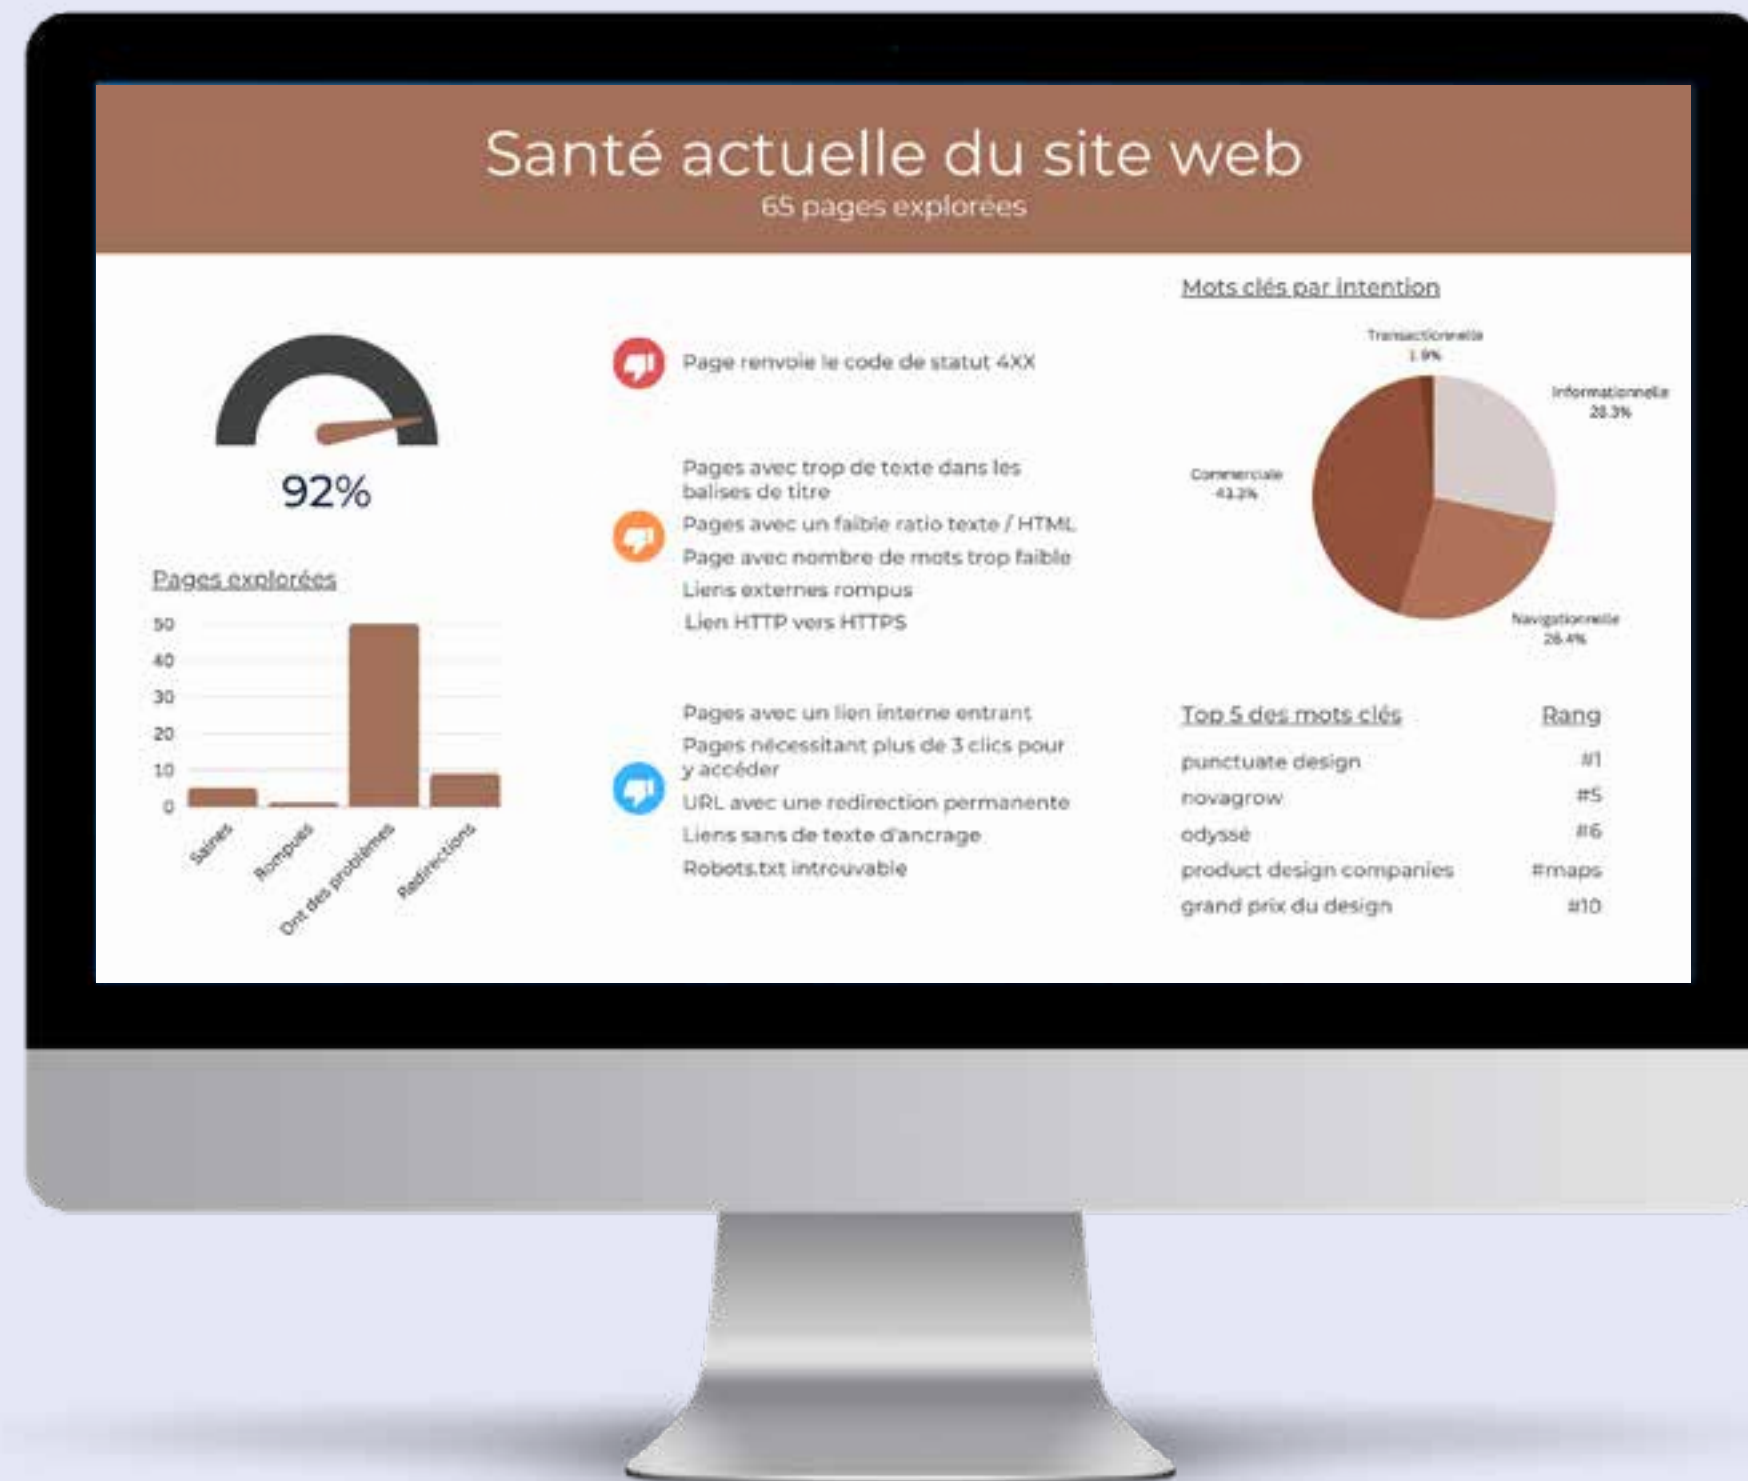 Santé actuelle du site web
65 pages explorées
92%
Pages explorées
50
40
30
20
10
0
Saines
Rompues
Ont des problèmes
Redirections
Page renvoie le code de statut 4XX
Pages avec trop de texte dans les
balises de titre
Pages avec un faible ratio texte / HTML
Page avec nombre de mots trop faible
Liens externes rompus
Lien HTTP vers HTTPS
Pages avec un lien interne entrant
Pages nécessitant plus de 3 clics pour
y accéder
URL avec une redirection permanente
Liens sans de texte d'ancrage
Robots.txt introuvable
Mots clés par intention
Transactionnelle
1.9%
Informationnelle
28.3%
Commerciale
43.3%
Navigationnelle
26.4%
Top 5 des mots clés Rang
punctuate design #1
novagrow #5
odyssé #6
product design companies #maps
grand prix du design #10